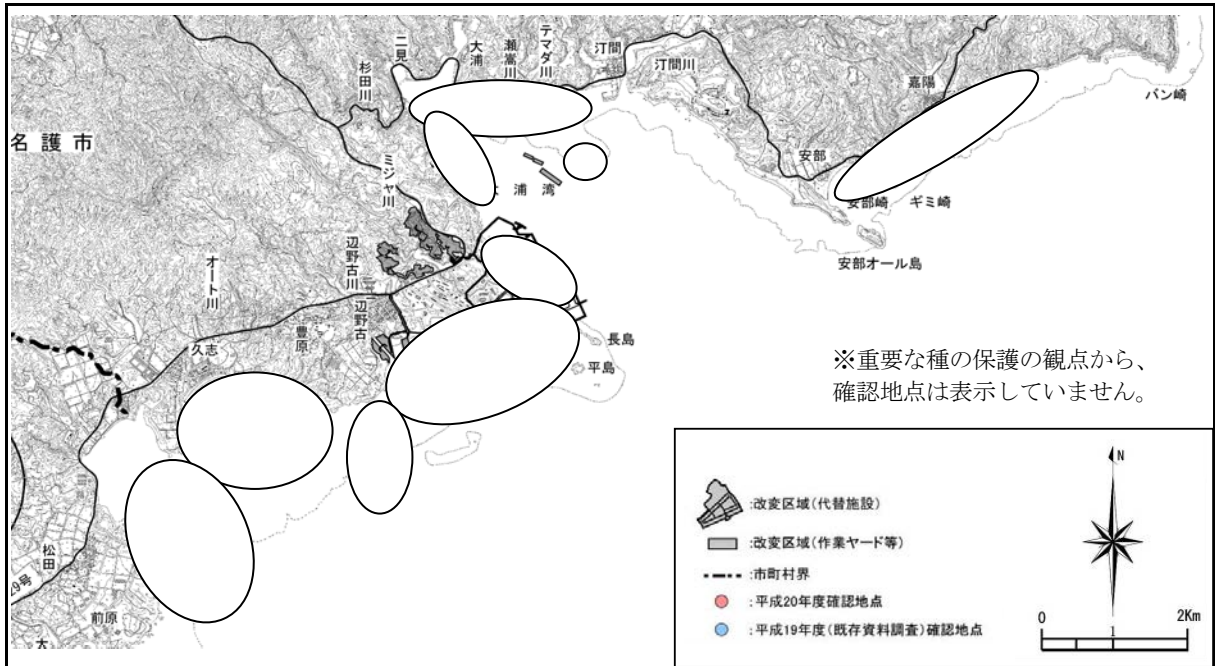 二見
大浦
瀬嵩川
テマダ川
汀間
汀間川
杉田川
嘉陽
バン崎
名護市
ミジャ川
安部
浦湾
安部崎
ギミ崎
安部オール島
辺野古川
辺野古
オートリ川
豊原
久志
長島
平島
※重要な種の保護の観点から、
確認地点は表示していません。
松田
29号
前原
大
:改変区域(代替施設)
:改変区域(作業ヤード等)
:市町村界
:平成20年度確認地点
:平成19年度(既存資料調査)確認地点
N
0
1
2Km